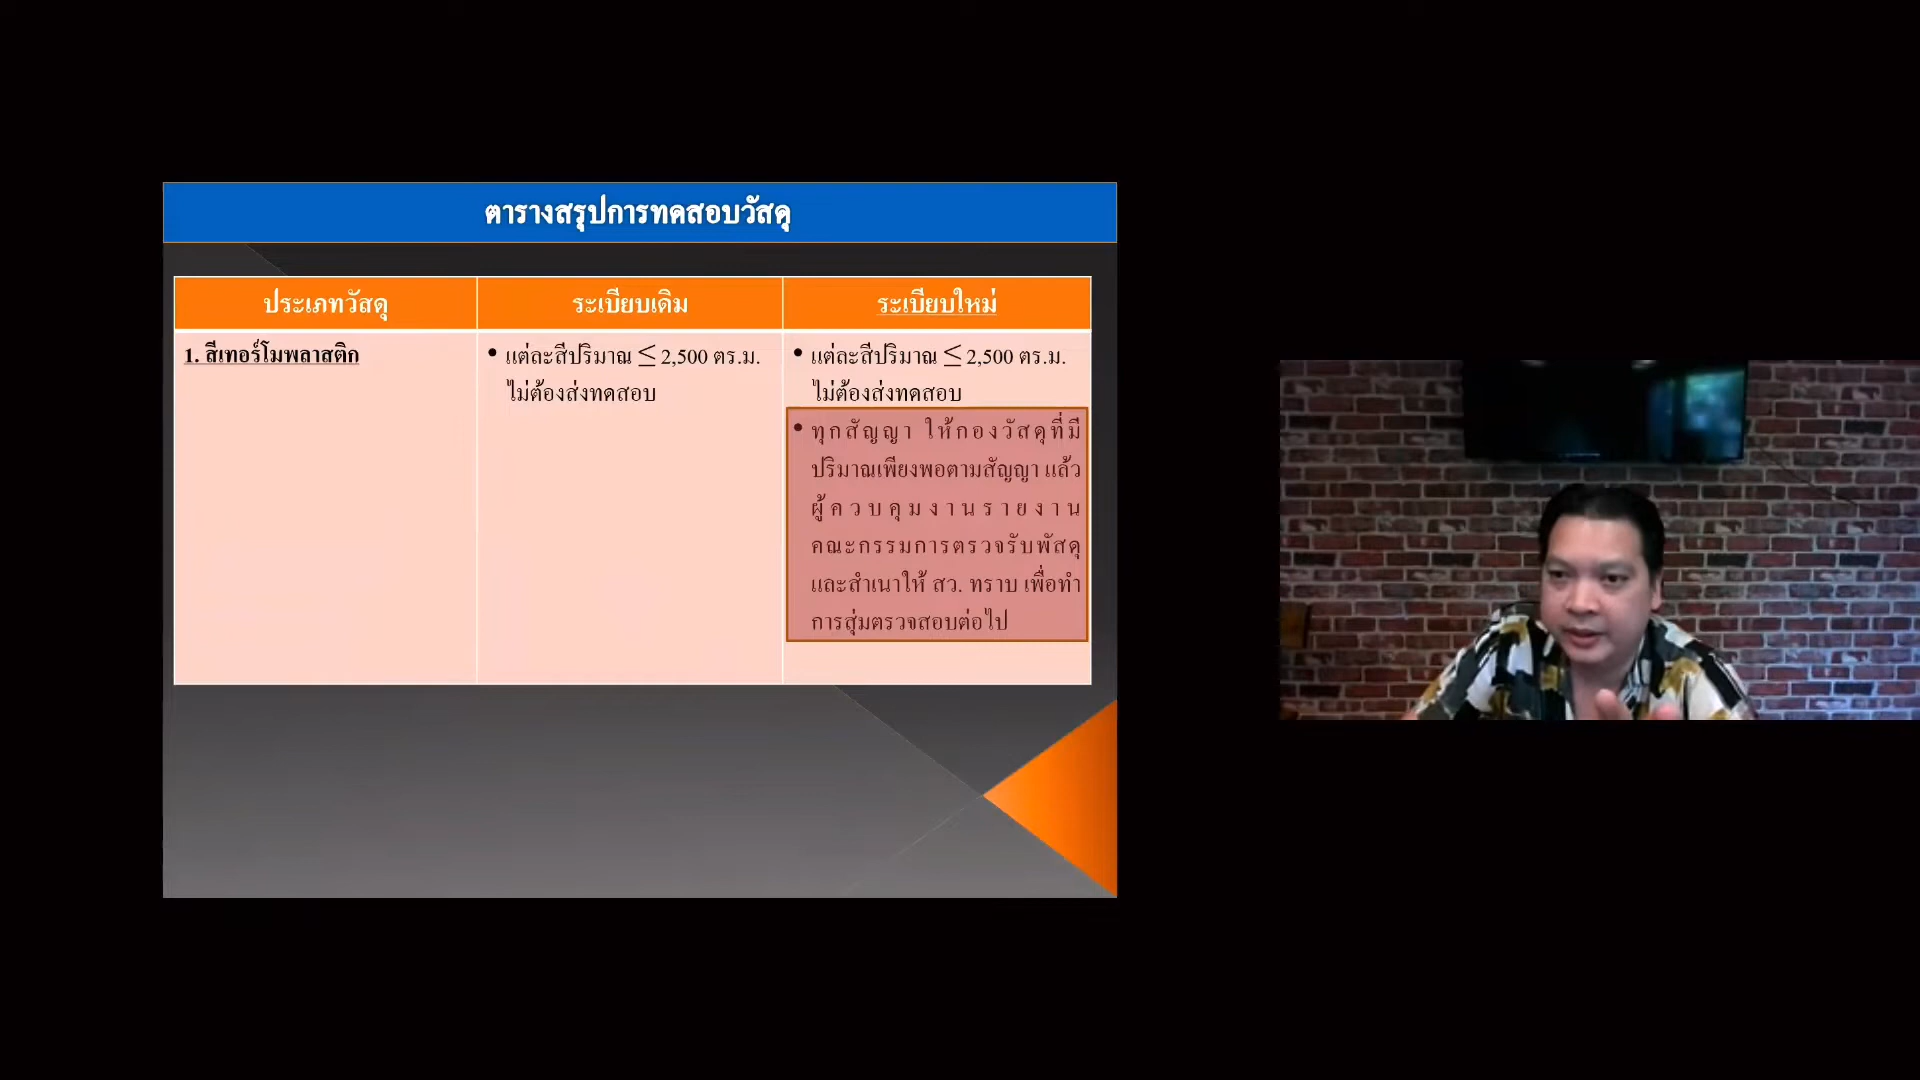 ตารางสรุปการทดสอบวัสดุ
ประเภทวัสดุ
ระเบียบเดิม
ระเบียบใหม่
1. สีเทอร์โมพลาสติก
• แต่ละสีปริมาณ ≤ 2,500 ตร.ม.
ไม่ต้องส่งทดสอบ
• แต่ละสีปริมาณ ≤ 2,500 ตร.ม.
ไม่ต้องส่งทดสอบ
• ทุกสัญญา ให้กองวัสดุที่มี
ปริมาณเพียงพอตามสัญญา แล้ว
ผู้ควบคุมงานรายงาน
คณะกรรมการตรวจรับพัสดุ
และสำเนาให้ สว. ทราบ เพื่อทำ
การสุ่มตรวจสอบต่อไป